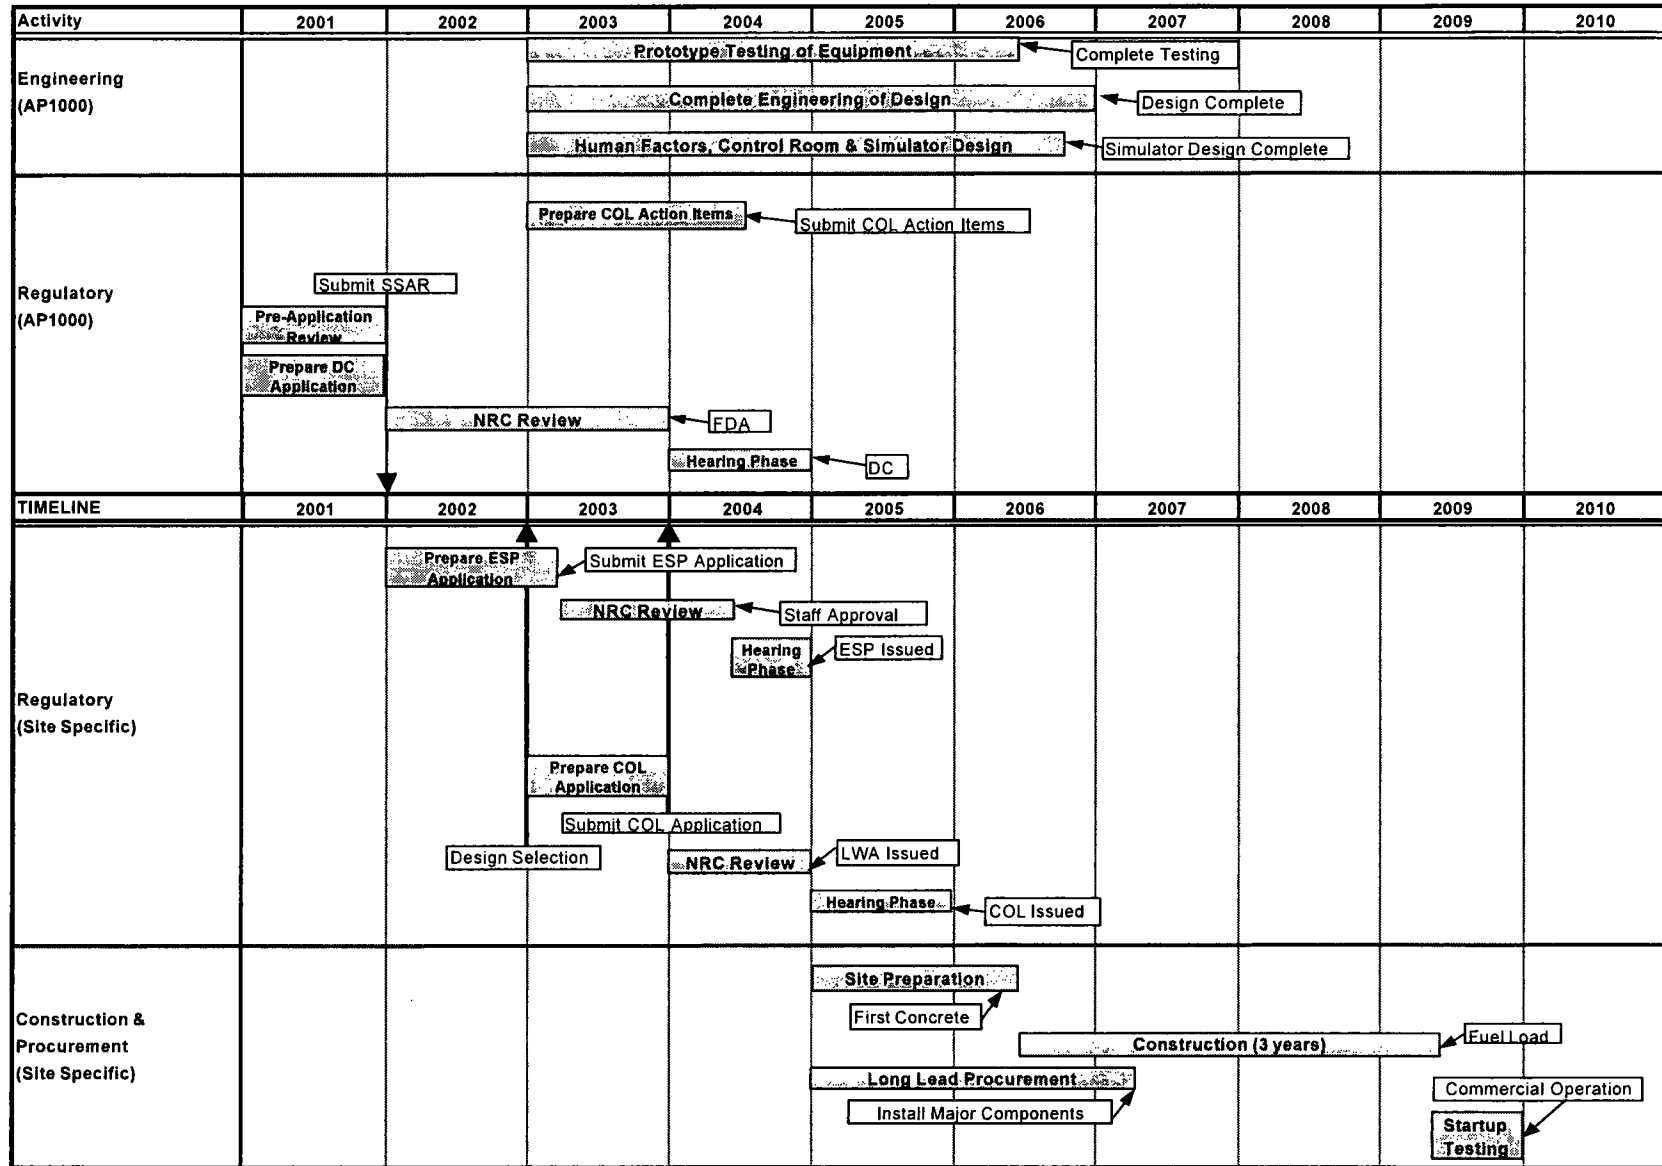 Activity 2001 2002 2003 2004 2005 2006 2007 2008 2009 2010
Engineering
(AP1000)
Prototype Testing of Equipment
Complete Testing
Complete Engineering of Design
Design Complete
Human Factors, Control Room & Simulator Design
Simulator Design Complete
Regulatory
(AP1000)
Prepare COL Action Items
Submit COL Action Items
Submit SSAR
Pre-Application
Review
Prepare DC
Application
NRC Review
FDA
Hearing Phase
DC
TIMELINE 2001 2002 2003 2004 2005 2006 2007 2008 2009 2010
Regulatory
(Site Specific)
Prepare ESP
Application
Submit ESP Application
NRC Review
Staff Approval
Hearing
Phase
ESP Issued
Prepare COL
Application
Submit COL Application
Design Selection
NRC Review
LWA Issued
Hearing Phase
COL Issued
Construction &
Procurement
(Site Specific)
Site Preparation
First Concrete
Construction (3 years)
Fuel Load
Long Lead Procurement
Install Major Components
Commercial Operation
Startup
Testing